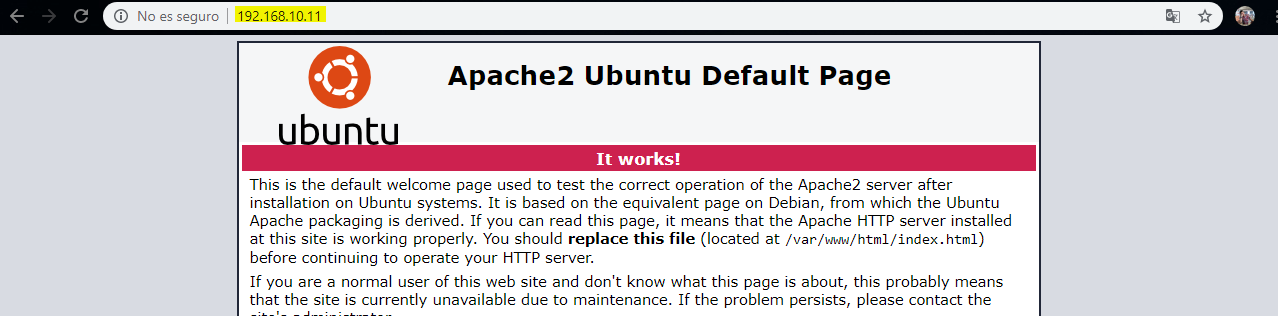 No es seguro | 192.168.10.11
Apache2 Ubuntu Default Page
ubuntu
It works!
This is the default welcome page used to test the correct operation of the Apache2 server after
installation on Ubuntu systems. It is based on the equivalent page on Debian, from which the Ubuntu
Apache packaging is derived. If you can read this page, it means that the Apache HTTP server installed
at this site is working properly. You should replace this file (located at /var/www/html/index.html)
before continuing to operate your HTTP server.
If you are a normal user of this web site and don't know what this page is about, this probably means
that the site is currently unavailable due to maintenance. If the problem persists, please contact the
site's administrator.